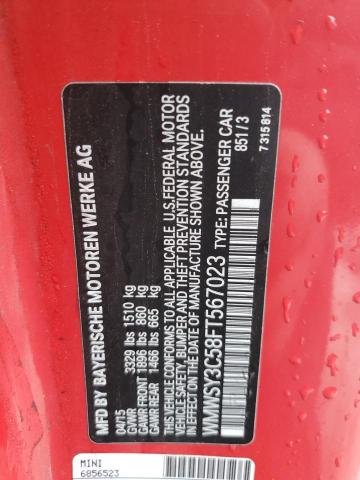 MFD BY BAYERISCHE MOTOREN WERKE AG
04/15
GVWR 3329 lbs 1510 kg
GAWR FRONT 1896 lbs 860 kg
GAWR REAR 1466 lbs 665 kg
THIS VEHICLE CONFORMS TO ALL APPLICABLE U.S. FEDERAL MOTOR
VEHICLE SAFETY, BUMPER AND THEFT PREVENTION STANDARDS
IN EFFECT ON THE DATE OF MANUFACTURE SHOWN ABOVE.
WMWSY3C58FT567023 TYPE: PASSENGER CAR
851/3
7 315 814
MINI
6856523